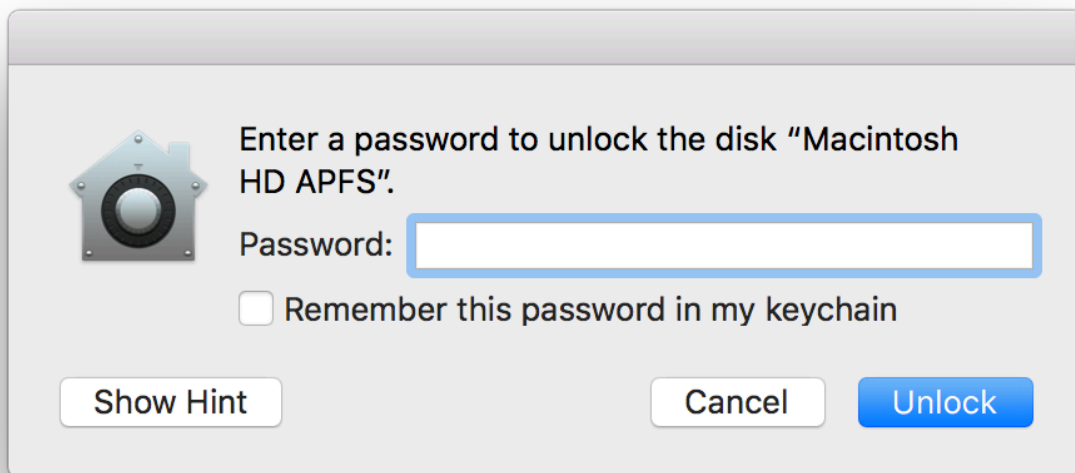 Enter a password to unlock the disk “Macintosh
HD APFS”.
Password:
Remember this password in my keychain
Show Hint
Cancel
Unlock